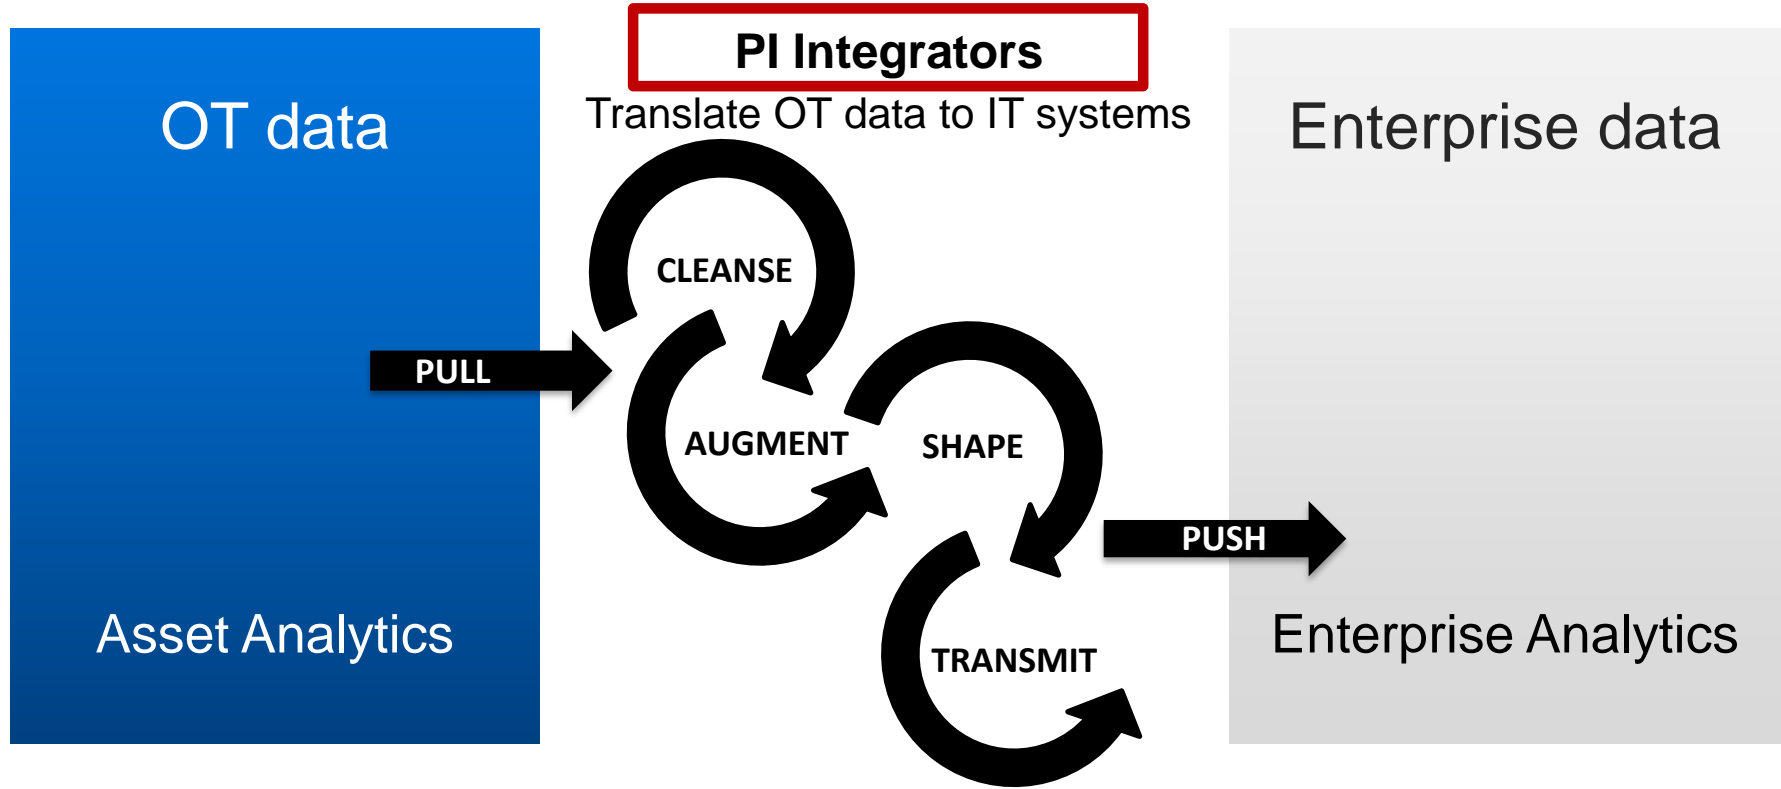 PI Integrators
Translate OT data to IT systems
OT data
Enterprise data
CLEANSE
PULL
AUGMENT
SHAPE
PUSH
TRANSMIT
Asset Analytics
Enterprise Analytics